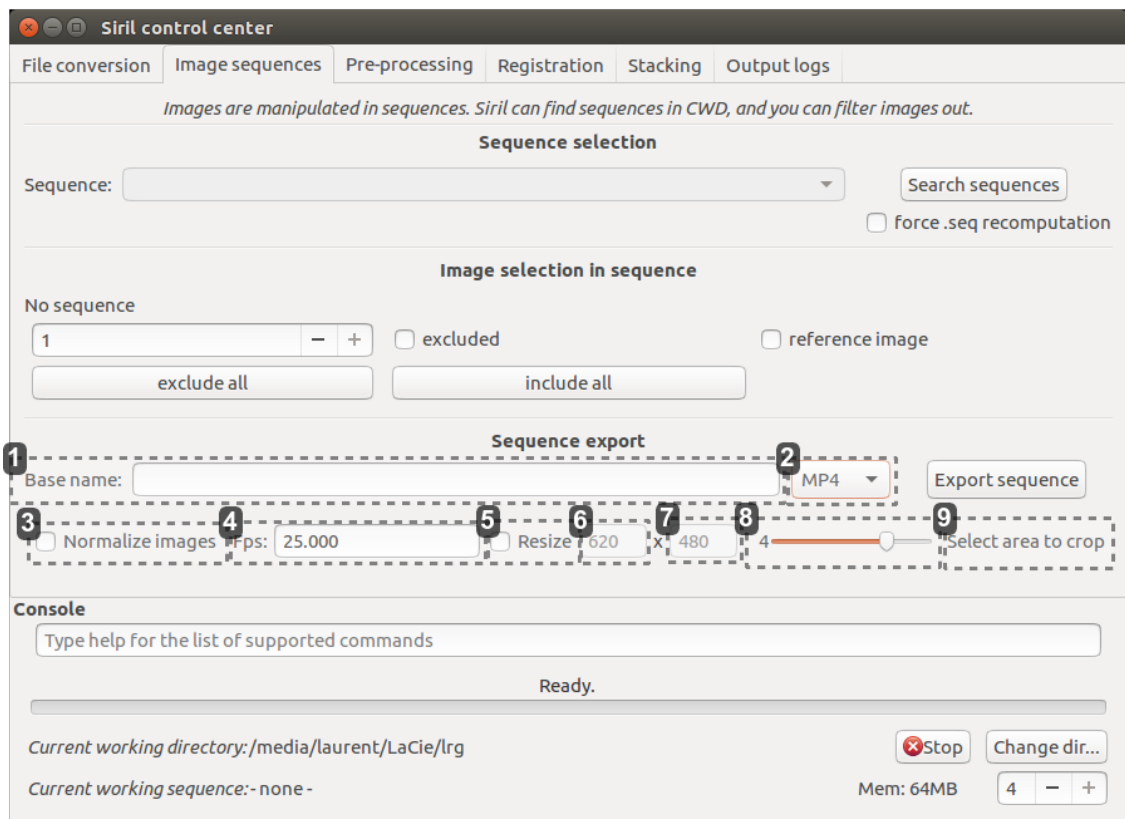 Siril control center
File conversion Image sequences Pre-processing Registration Stacking Output logs
Images are manipulated in sequences. Siril can find sequences in CWD, and you can filter images out.
Sequence selection
Sequence: Search sequences
force .seq recomputation
Image selection in sequence
No sequence
1 − + excluded reference image
exclude all include all
Sequence export
1 2
Base name: MP4 Export sequence
3 4 5 6 7 8 9
Normalize images Fps: 25.000 Resize 620 x 480 4 Select area to crop
Console
Type help for the list of supported commands
Ready.
Current working directory:/media/laurent/LaCie/lrg Stop Change dir...
Current working sequence:- none - Mem: 64MB 4 − +